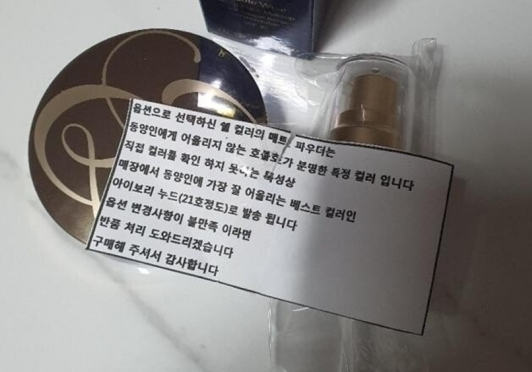 옵션으로 선택하신 쉘 컬러의 매트 파우더는
동양인에게 어울리지 않는 호불호가 분명한 특정 컬러 입니다
직접 컬러를 확인 하지 못하는 특성상
매장에서 동양인에 가장 잘 어울리는 베스트 컬러인
아이보리 누드(21호정도)로 발송 됩니다
옵션 변경사항이 불만족 이라면
반품 처리 도와드리겠습니다
구매해 주셔서 감사합니다